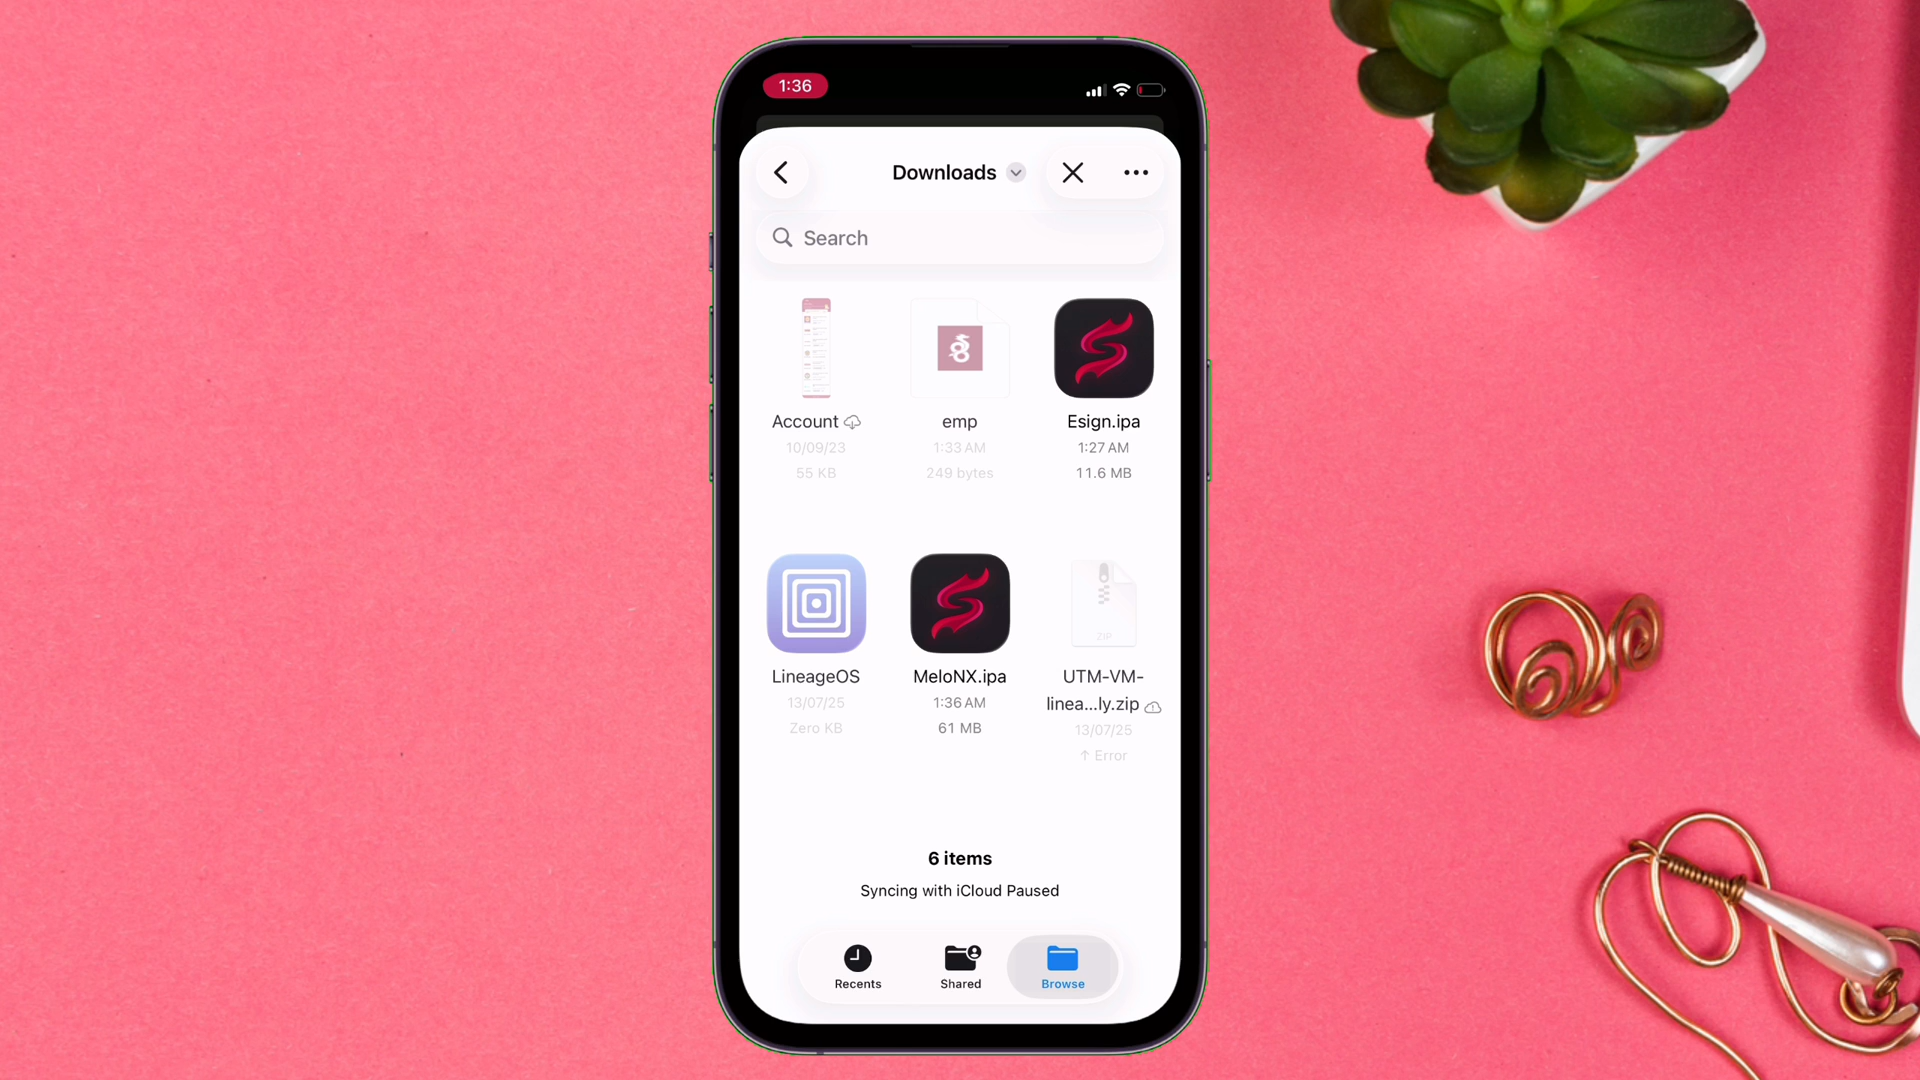 1:36
Downloads
Search
Account
10/09/23
55 KB
emp
1:33 AM
249 bytes
Esign.ipa
1:27 AM
11.6 MB
LineageOS
13/07/25
Zero KB
MeloNX.ipa
1:36 AM
61 MB
UTM-VM-
linea...ly.zip
13/07/25
↑ Error
ZIP
6 items
Syncing with iCloud Paused
Recents
Shared
Browse